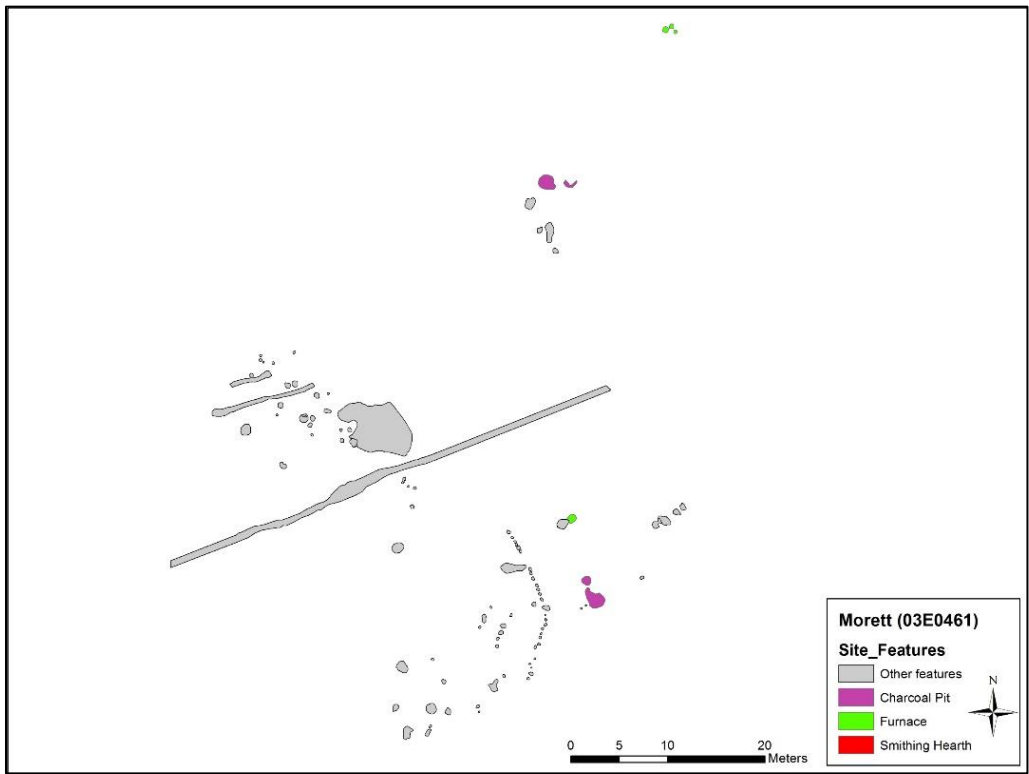 Morett (03E0461)
Site_Features
Other features
Charcoal Pit
Furnace
Smithing Hearth
N
0 5 10 20
Meters